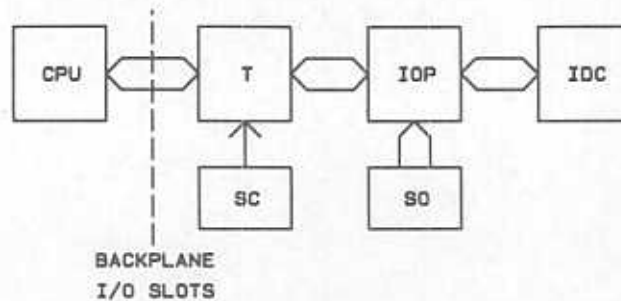 CPU
T
IOP
IDC
SC
SO
BACKPLANE
I/O SLOTS